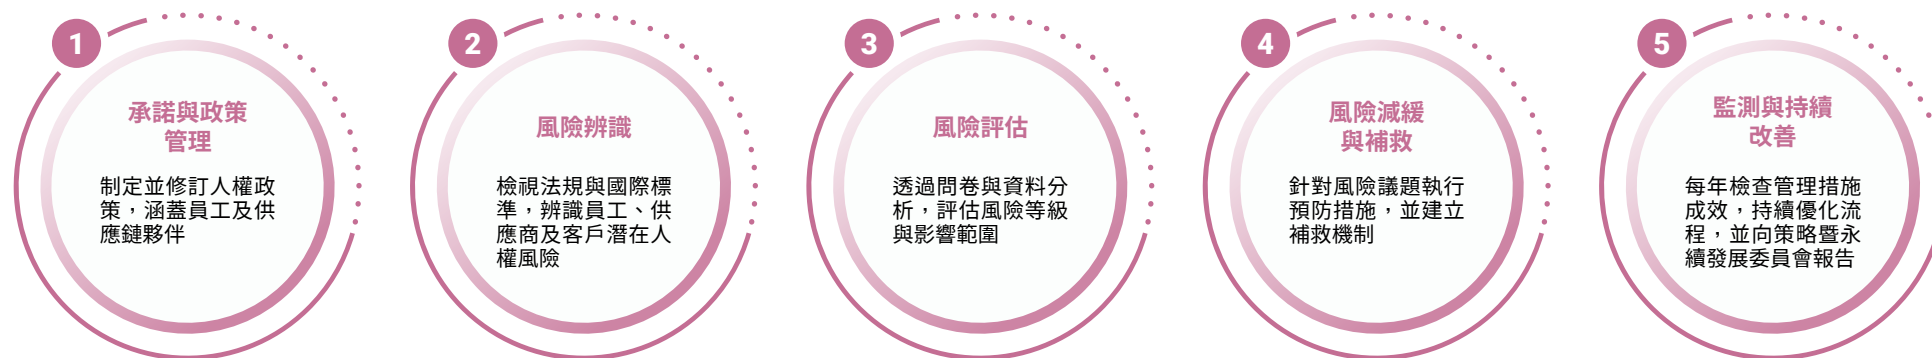 1
承諾與政策
管理
制定並修訂人權政
策，涵蓋員工及供
應鏈夥伴
2
風險辨識
檢視法規與國際標
準，辨識員工、供
應商及客戶潛在人
權風險
3
風險評估
透過問卷與資料分
析，評估風險等級
與影響範圍
4
風險減緩
與補救
針對風險議題執行
預防措施，並建立
補救機制
5
監測與持續
改善
每年檢查管理措施
成效，持續優化流
程，並向策略暨永
續發展委員會報告